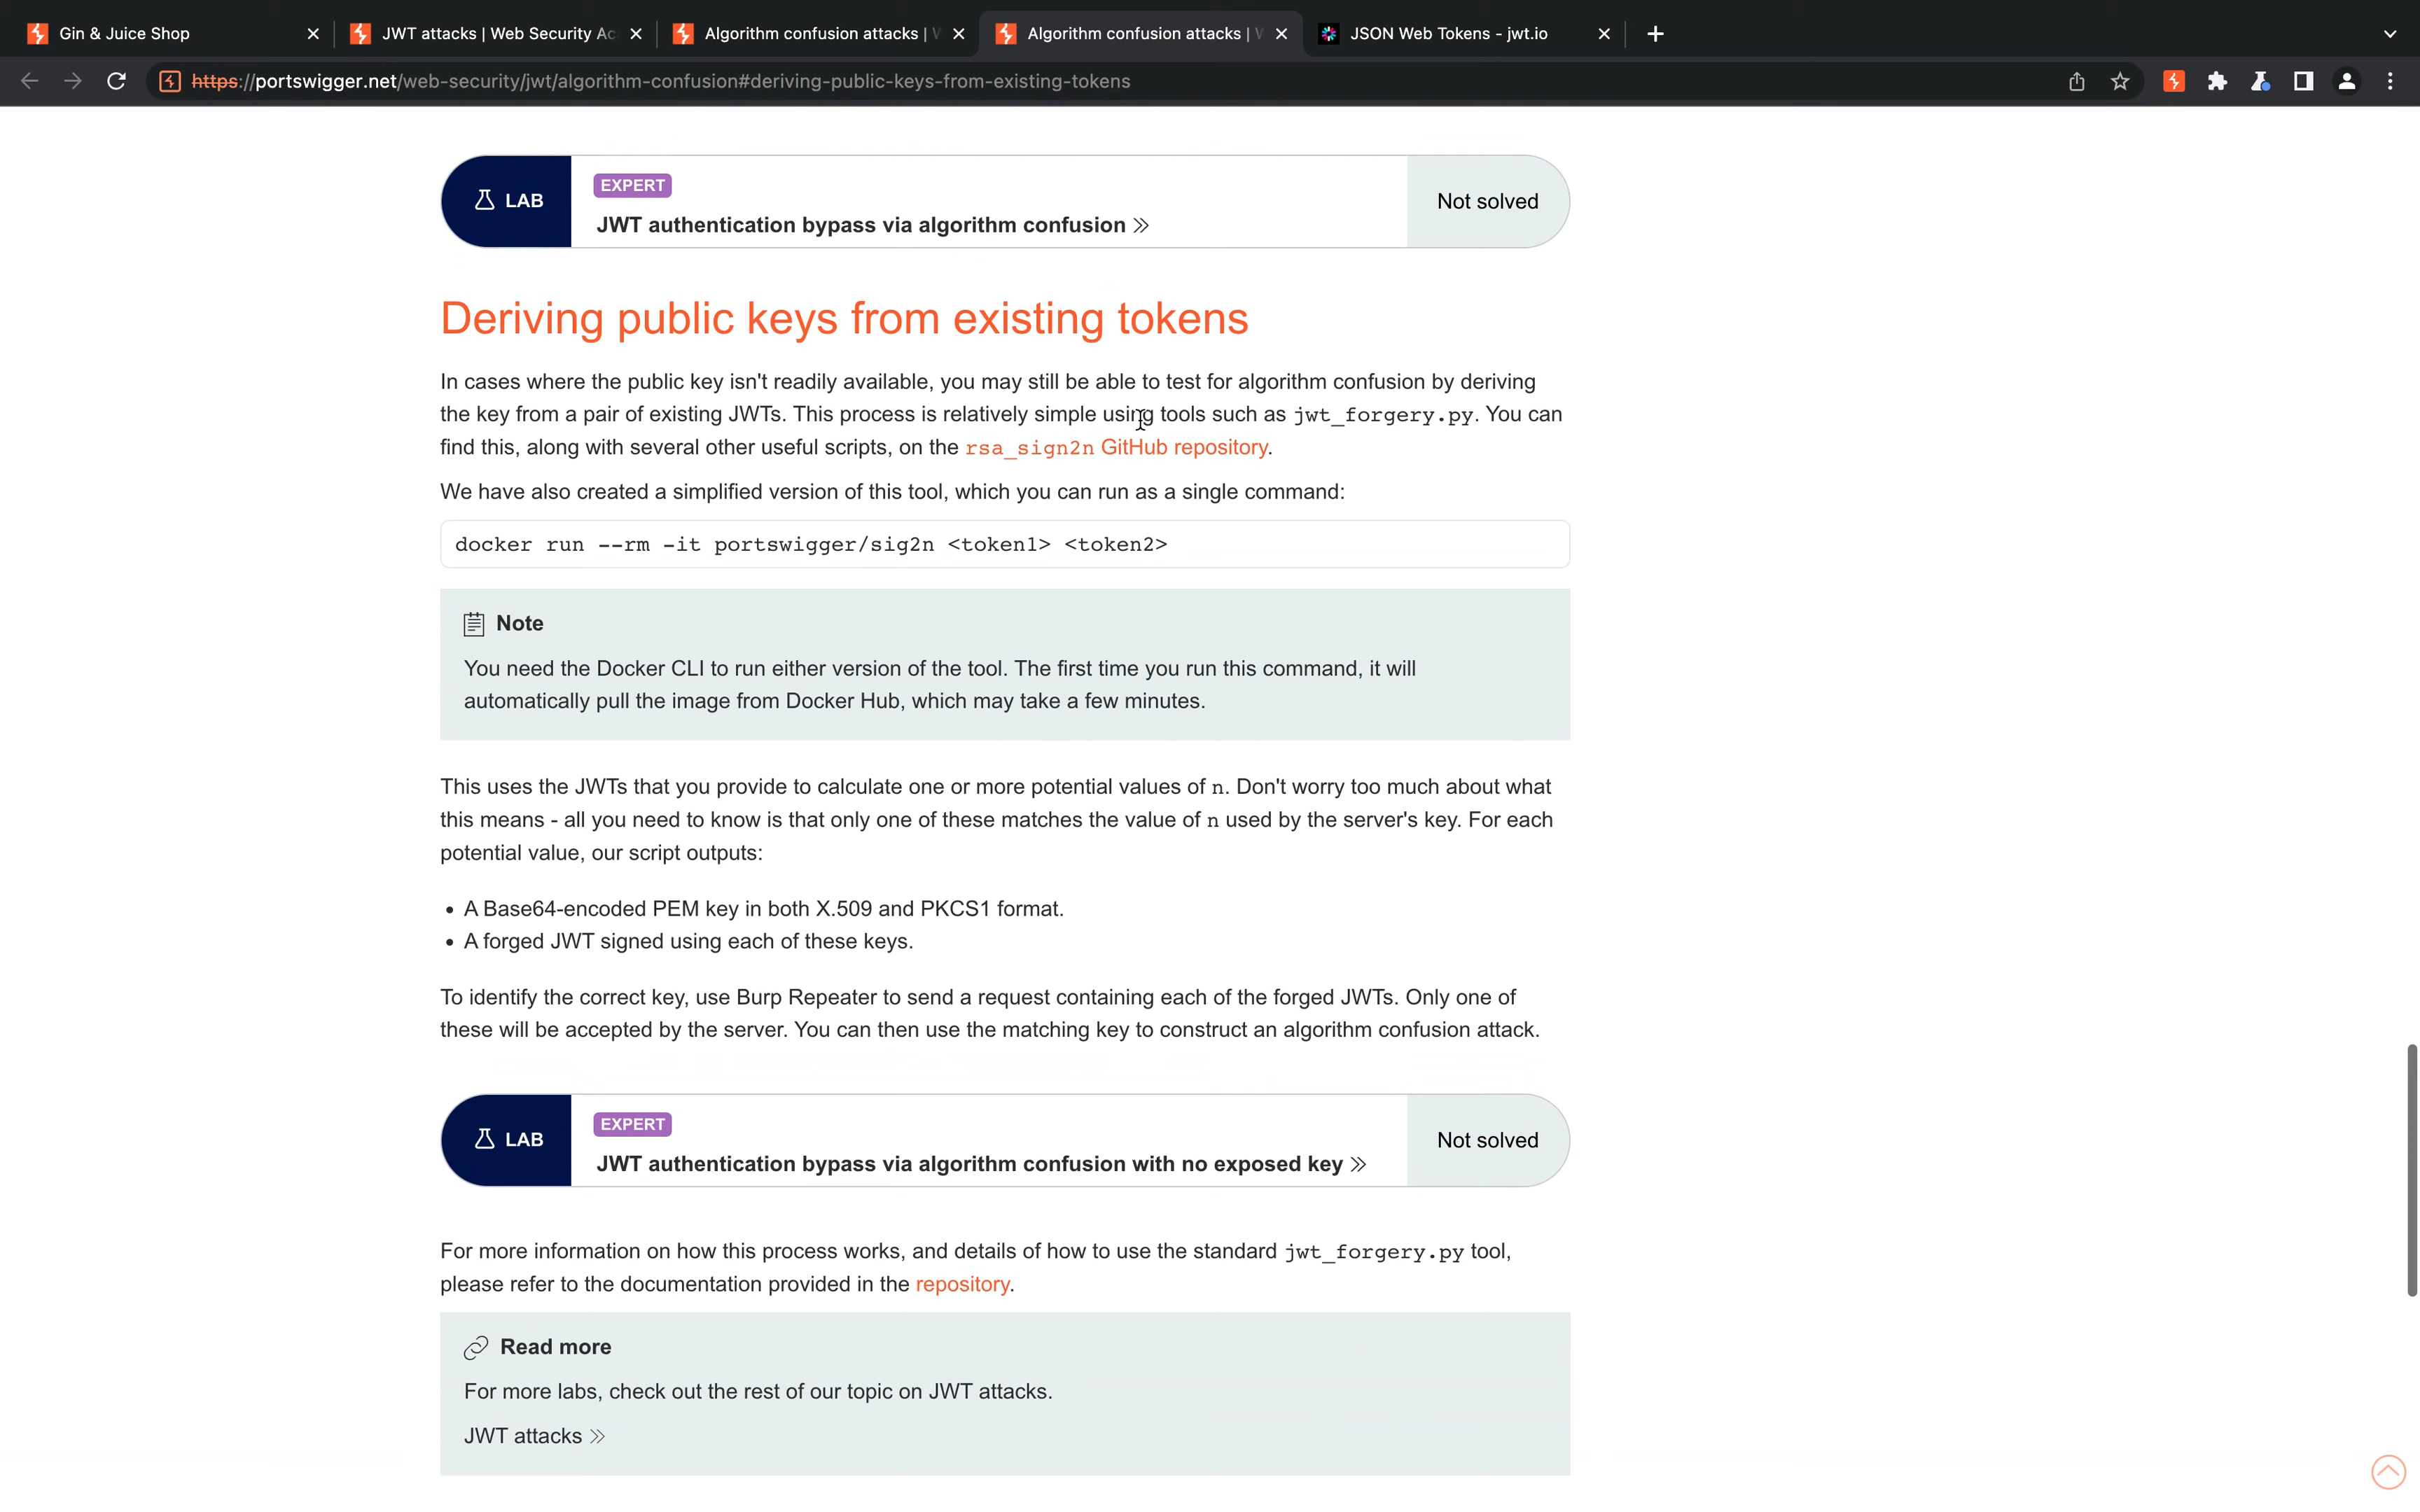 Gin & Juice Shop
JWT attacks | Web Security Ac
Algorithm confusion attacks | W
Algorithm confusion attacks | W
JSON Web Tokens - jwt.io
https://portswigger.net/web-security/jwt/algorithm-confusion#deriving-public-keys-from-existing-tokens
LAB
EXPERT
JWT authentication bypass via algorithm confusion
Not solved
Deriving public keys from existing tokens
In cases where the public key isn't readily available, you may still be able to test for algorithm confusion by deriving
the key from a pair of existing JWTs. This process is relatively simple using tools such as jwt_forgery.py. You can
find this, along with several other useful scripts, on the rsa_sign2n GitHub repository.
We have also created a simplified version of this tool, which you can run as a single command:
docker run --rm -it portswigger/sig2n <token1> <token2>
Note
You need the Docker CLI to run either version of the tool. The first time you run this command, it will
automatically pull the image from Docker Hub, which may take a few minutes.
This uses the JWTs that you provide to calculate one or more potential values of n. Don't worry too much about what
this means - all you need to know is that only one of these matches the value of n used by the server's key. For each
potential value, our script outputs:
• A Base64-encoded PEM key in both X.509 and PKCS1 format.
• A forged JWT signed using each of these keys.
To identify the correct key, use Burp Repeater to send a request containing each of the forged JWTs. Only one of
these will be accepted by the server. You can then use the matching key to construct an algorithm confusion attack.
LAB
EXPERT
JWT authentication bypass via algorithm confusion with no exposed key
Not solved
For more information on how this process works, and details of how to use the standard jwt_forgery.py tool,
please refer to the documentation provided in the repository.
Read more
For more labs, check out the rest of our topic on JWT attacks.
JWT attacks